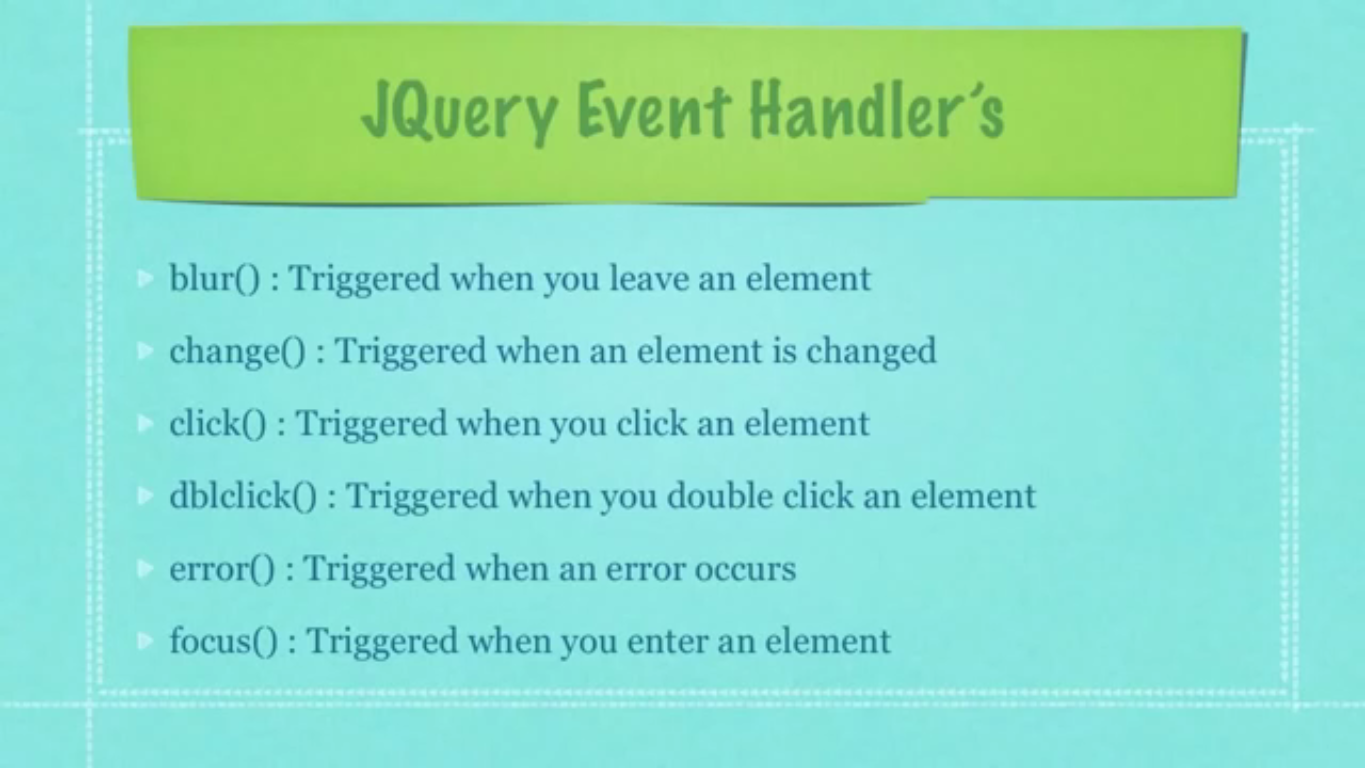 JQuery Event Handler’s
blur() : Triggered when you leave an element
change() : Triggered when an element is changed
click() : Triggered when you click an element
dblclick() : Triggered when you double click an element
error() : Triggered when an error occurs
focus() : Triggered when you enter an element